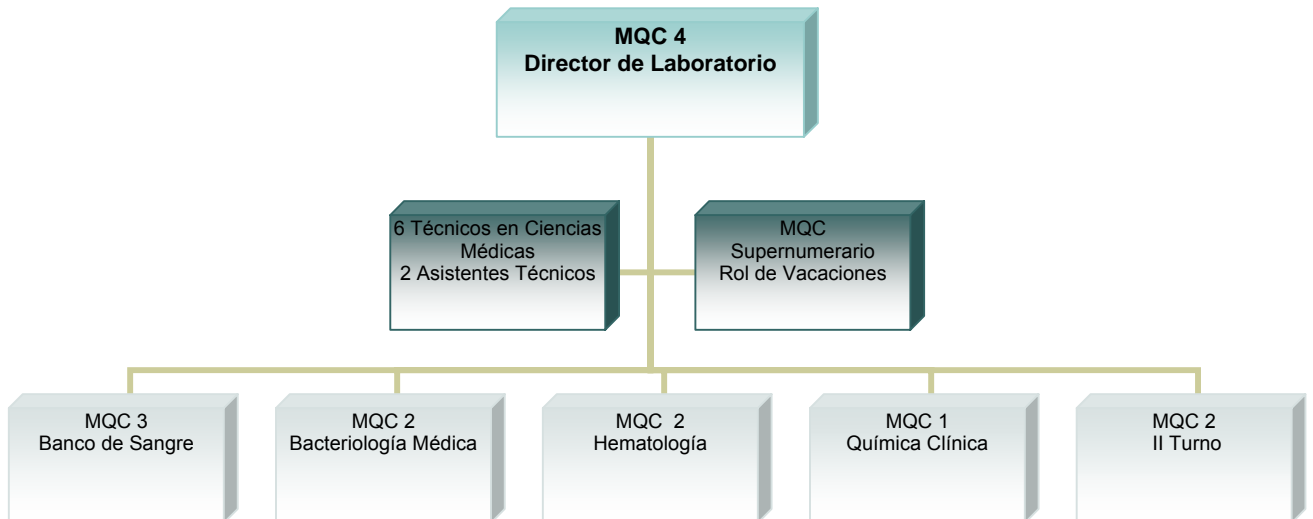 MQC 4
Director de Laboratorio
6 Técnicos en Ciencias
Médicas
2 Asistentes Técnicos
MQC
Supernumerario
Rol de Vacaciones
MQC 3
Banco de Sangre
MQC 2
Bacteriología Médica
MQC 2
Hematología
MQC 1
Química Clínica
MQC 2
II Turno